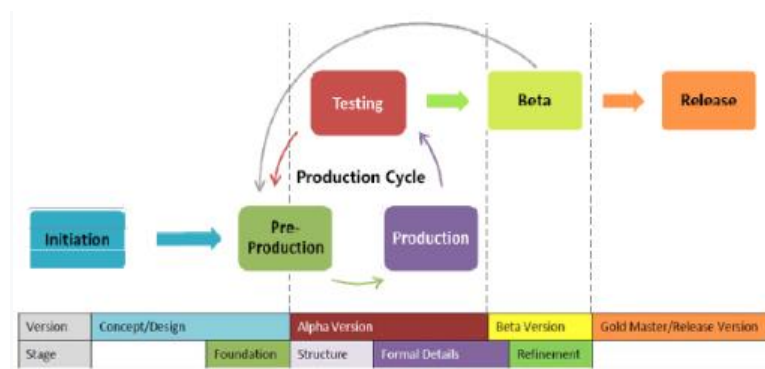 Testing
Beta
Release
Production Cycle
Initiation
Pre-
Production
Production
Version
Concept/Design
Alpha Version
Beta Version
Gold Master/Release Version
Stage
Foundation
Structure
Formal Details
Refinement